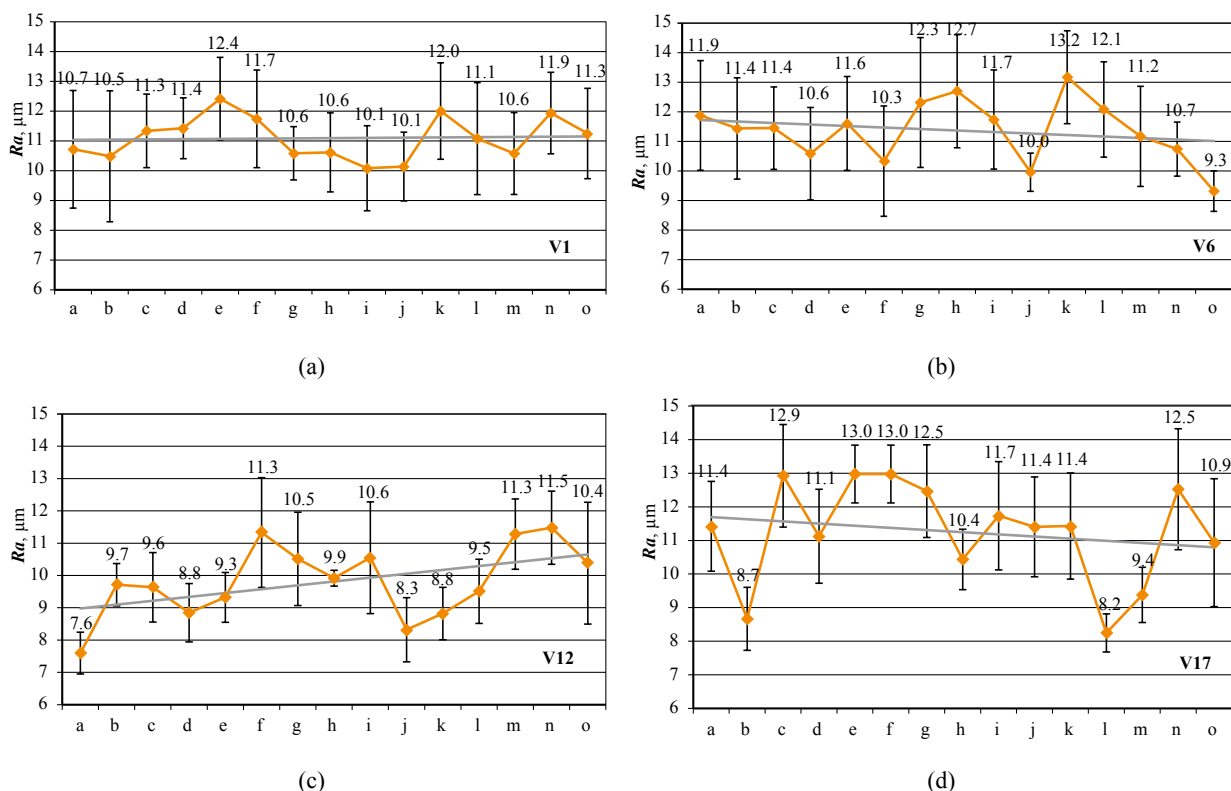 Ra, μm
15
14
13
12
11
10
9
8
7
6
10.7 10.5 11.3 11.4 12.4 11.7 10.6 10.6 10.1 10.1 12.0 11.1 10.6 11.9 11.3
V1
a b c d e f g h i j k l m n o
(a)
Ra, μm
15
14
13
12
11
10
9
8
7
6
11.9 11.4 11.4 10.6 11.6 10.3 12.3 12.7 11.7 10.0 13.2 12.1 11.2 10.7 9.3
V6
a b c d e f g h i j k l m n o
(b)
Ra, μm
15
14
13
12
11
10
9
8
7
6
7.6 9.7 9.6 8.8 9.3 11.3 10.5 9.9 10.6 8.3 8.8 9.5 11.3 11.5 10.4
V12
a b c d e f g h i j k l m n o
(c)
Ra, μm
15
14
13
12
11
10
9
8
7
6
11.4 8.7 12.9 11.1 13.0 13.0 12.5 10.4 11.7 11.4 11.4 8.2 9.4 12.5 10.9
V17
a b c d e f g h i j k l m n o
(d)